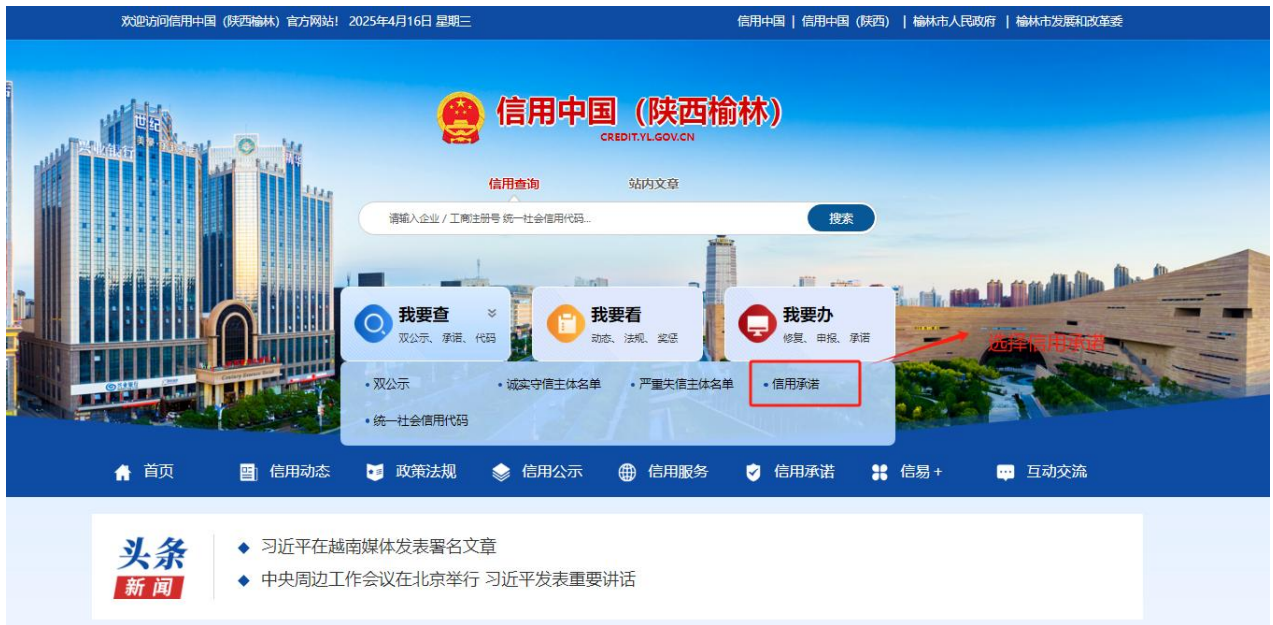 欢迎访问信用中国（陕西榆林）官方网站！ 2025年4月16日 星期三
信用中国 | 信用中国（陕西） | 榆林市人民政府 | 榆林市发展和改革委
信用中国（陕西榆林）
CREDIT.YL.GOV.CN
世纪
兴业银行
信用查询 站内文章
请输入企业 / 工商注册号 统一社会信用代码...
搜索
我要查
双公示、承诺、代码
我要看
动态、法规、奖惩
我要办
修复、申报、承诺
选择信用承诺
•双公示 •诚实守信主体名单 •严重失信主体名单 •信用承诺
•统一社会信用代码
首页 信用动态 政策法规 信用公示 信用服务 信用承诺 信易+ 互动交流
头条
新闻
◆ 习近平在越南媒体发表署名文章
◆ 中央周边工作会议在北京举行 习近平发表重要讲话